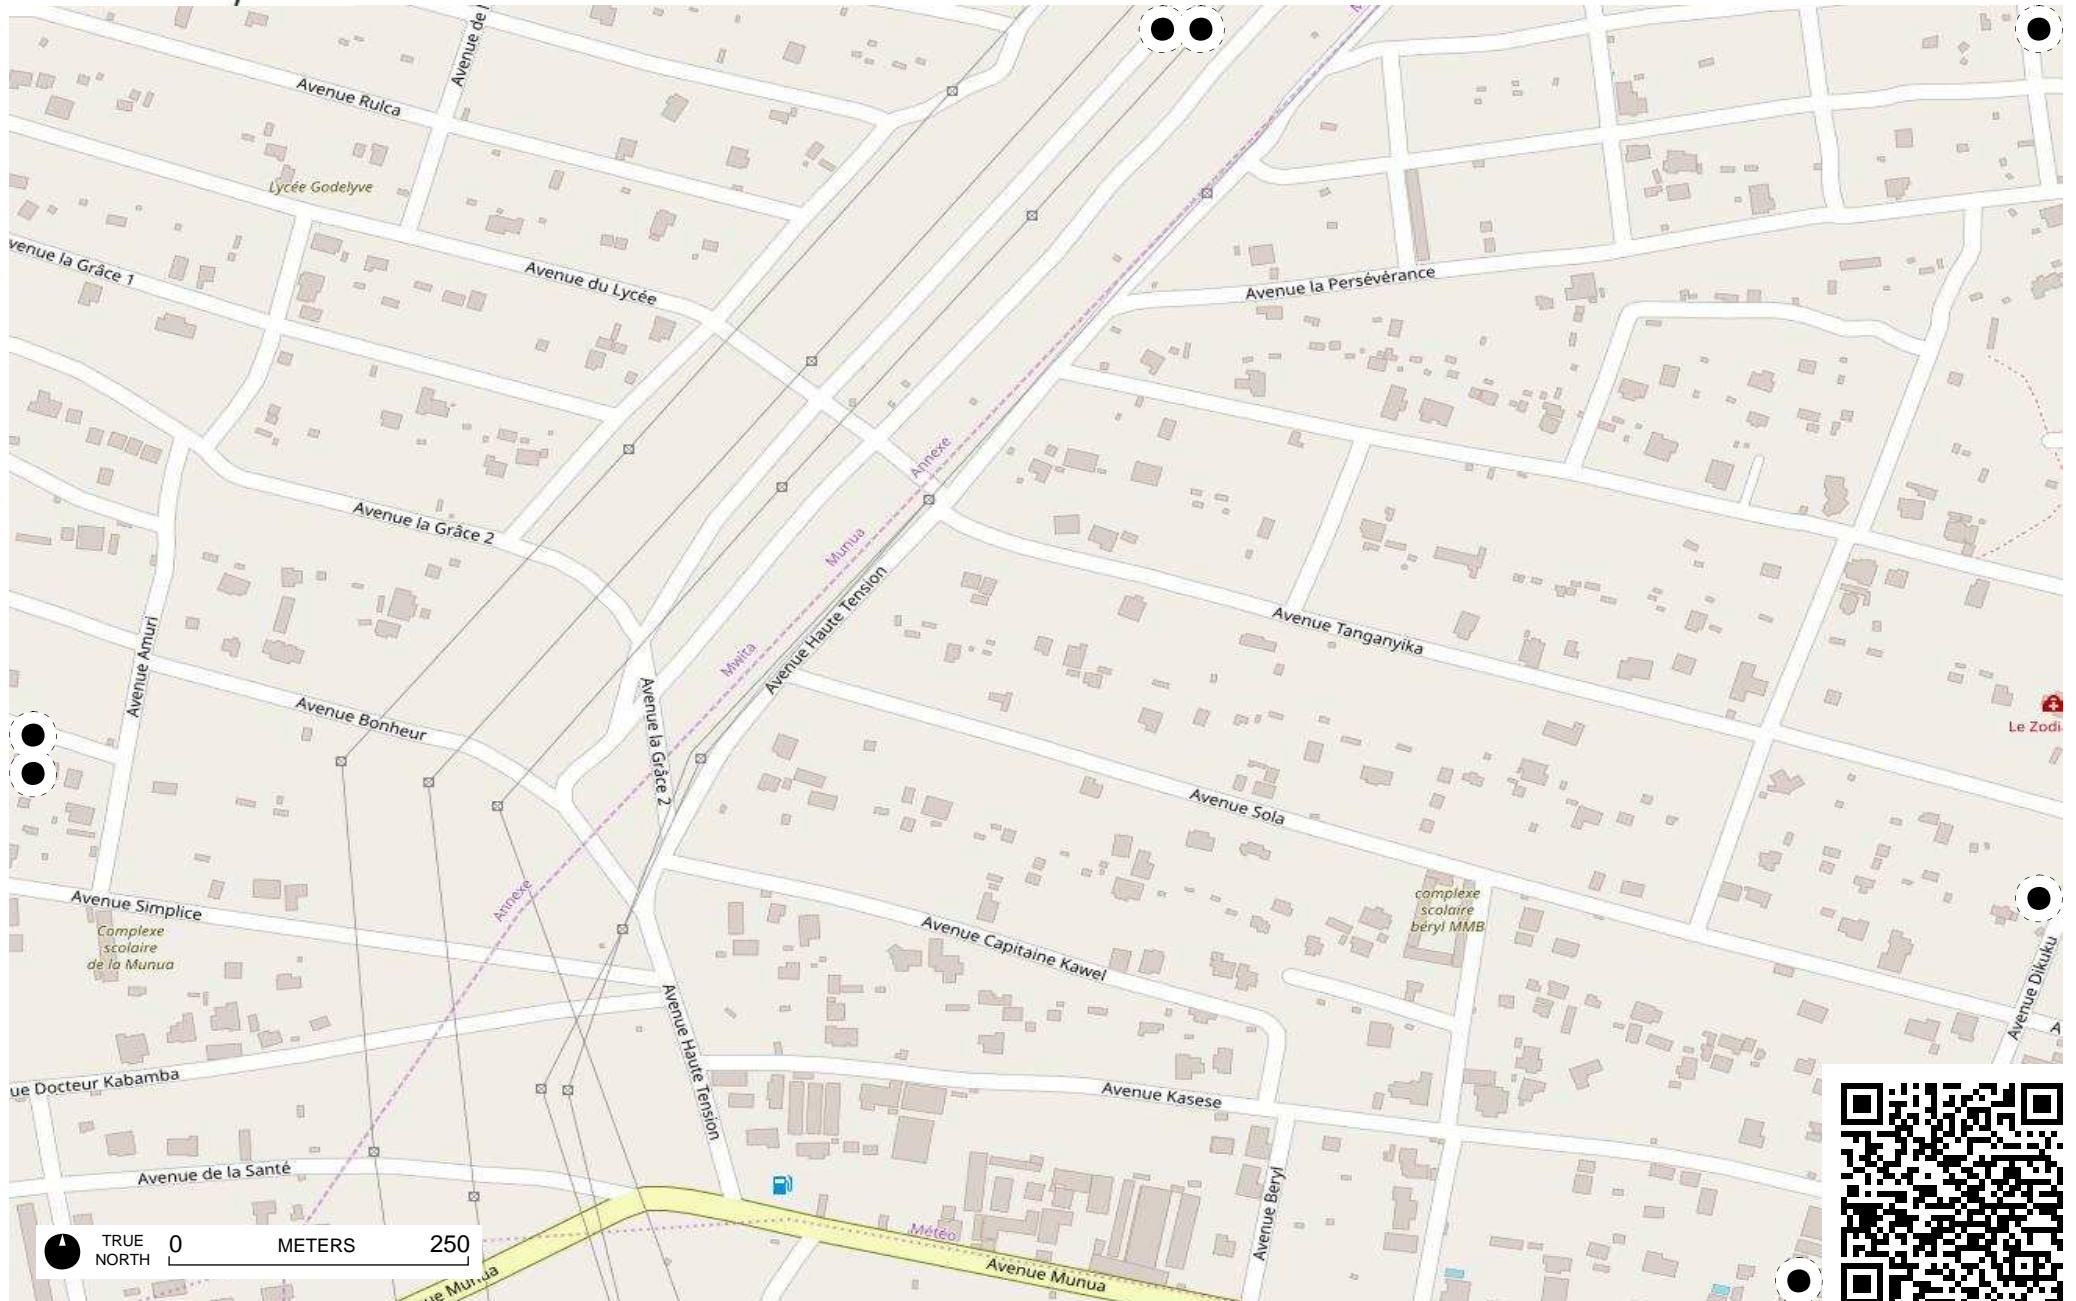 Avenue de l
Avenue Rulca
Lycée Godelyve
venue la Grâce 1
Avenue du Lycée
Avenue la Persévérance
Annexe
Avenue la Grâce 2
Munua
Avenue Haute Tension
Avenue Tanganyika
Avenue Amuri
Mwita
Avenue la Grâce 2
Avenue Bonheur
Le Zodi
Avenue Sola
Annexe
Avenue Simplice
Complexe
scolaire
de la Munua
complexe
scolaire
béryl MMB
Avenue Capitaine Kawel
Avenue Dikuku
A
Avenue Haute Tension
ue Docteur Kabamba
Avenue Kasese
Avenue de la Santé
Avenue Beryl
Météo
Avenue Munua
ue Munua
TRUE
NORTH
0 METERS 250